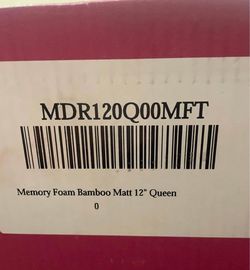 MDR120Q00MFT
Memory Foam Bamboo Matt 12" Queen
0